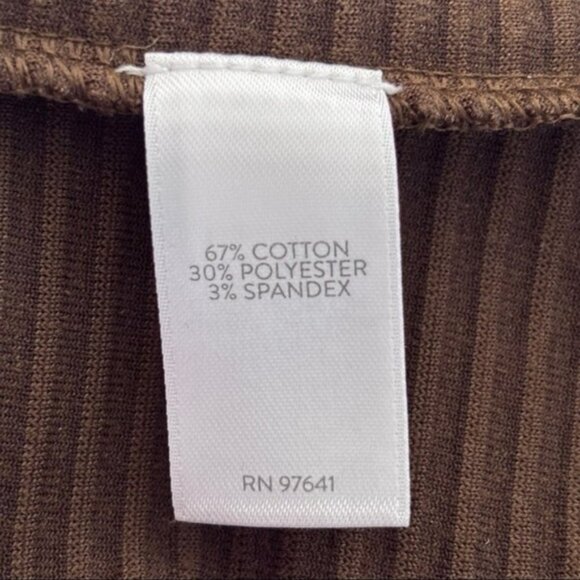 67% COTTON
30% POLYESTER
3% SPANDEX
RN 97641